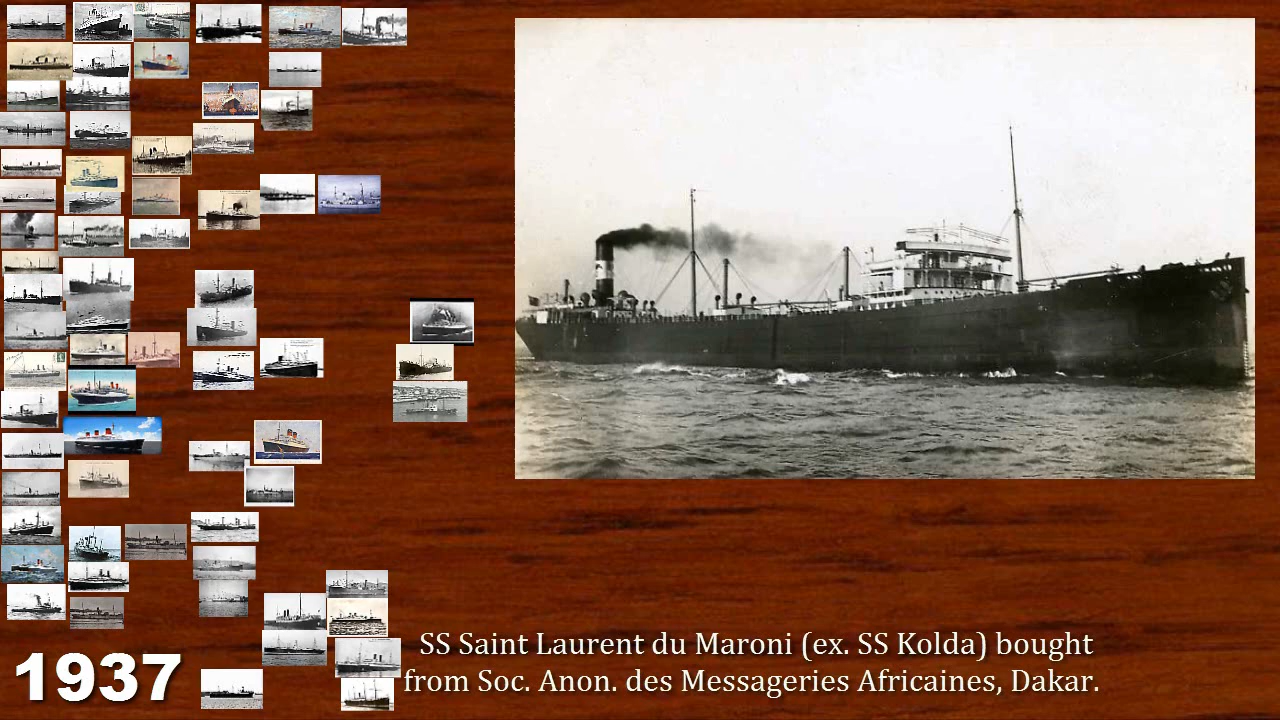 SS Saint Laurent du Maroni (ex. SS Kolda) bought
from Soc. Anon. des Messageries Africaines, Dakar.
1937